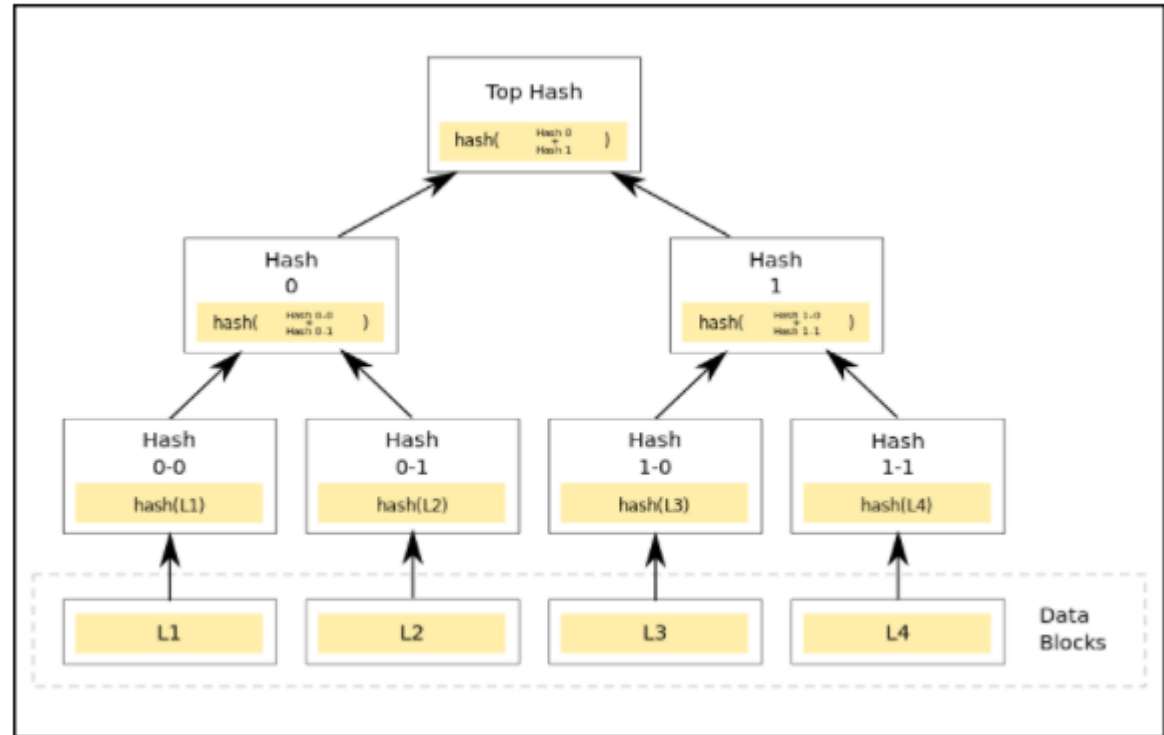 Top Hash
hash( Hash 0
+
Hash 1 )
Hash
0
hash( Hash 0-0
+
Hash 0-1 )
Hash
1
hash( Hash 1-0
+
Hash 1-1 )
Hash
0-0
hash(L1)
Hash
0-1
hash(L2)
Hash
1-0
hash(L3)
Hash
1-1
hash(L4)
L1
L2
L3
L4
Data
Blocks